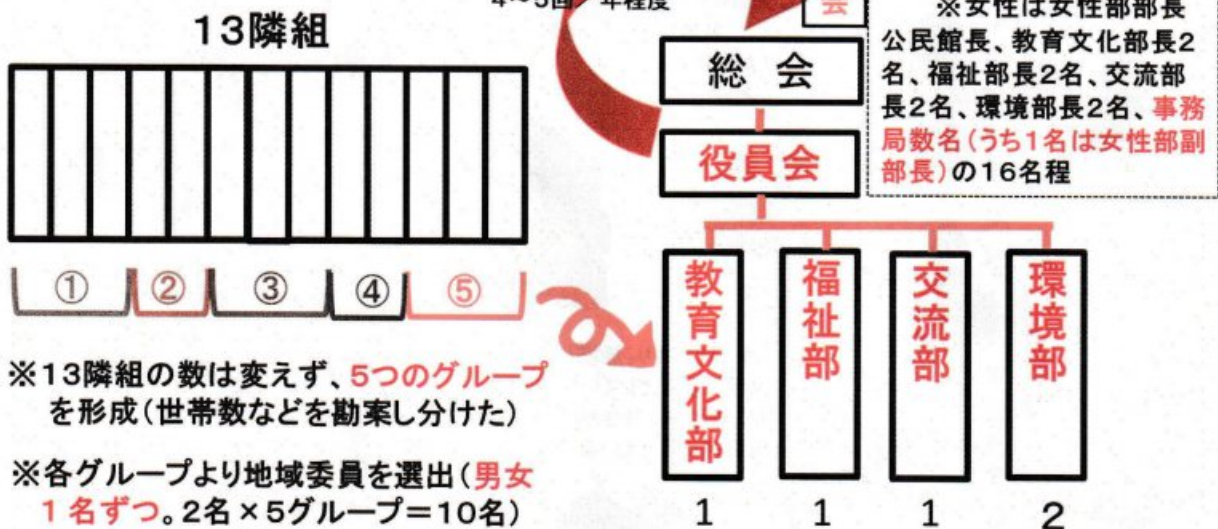 4～5回／年程度
会
13隣組
総会
役員会
※女性は女性部部長
公民館長、教育文化部長2
名、福祉部長2名、交流部
長2名、環境部長2名、事務
局数名(うち1名は女性部副
部長)の16名程
① ② ③ ④ ⑤
教育文化部
福祉部
交流部
環境部
1 1 1 2
※13隣組の数は変えず、5つのグループ
を形成(世帯数などを勘案し分けた)
※各グループより地域委員を選出(男女
1名ずつ。2名×5グループ＝10名)